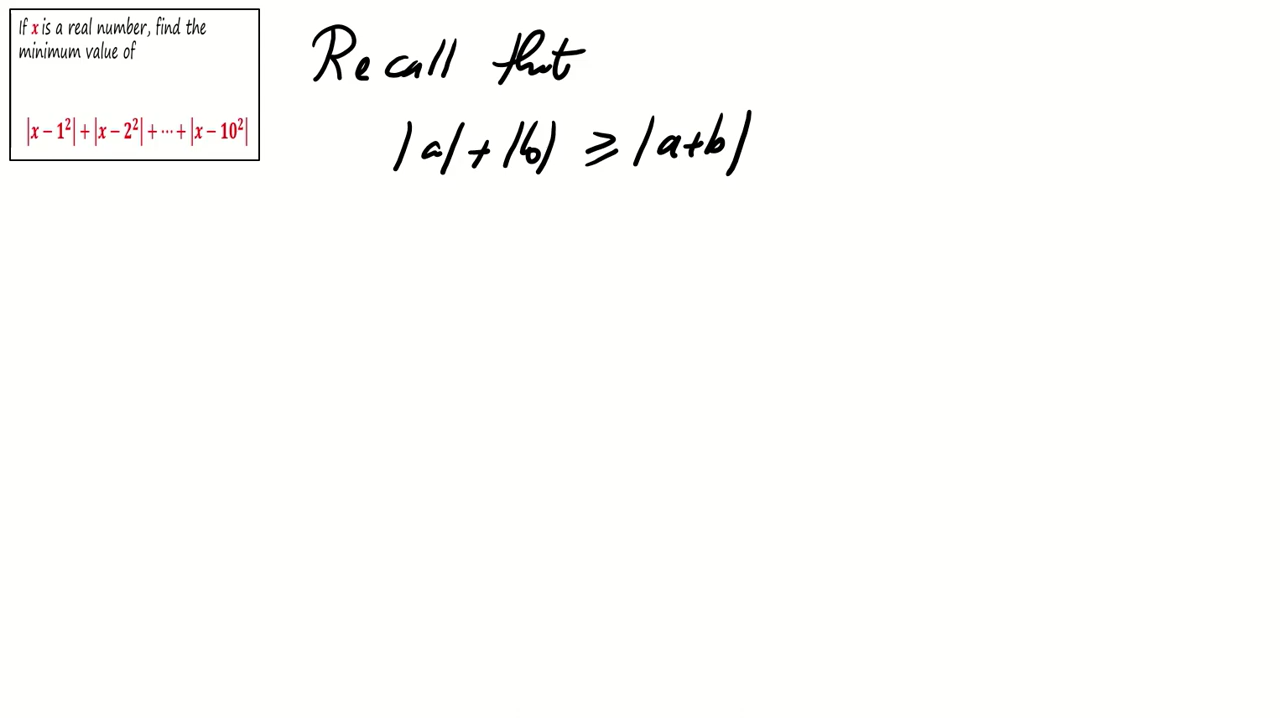 If x is a real number, find the
minimum value of
|x − 1²| + |x − 2²| + ⋯ + |x − 10²|
Recall that
|a| + |b| ⩾ |a+b|